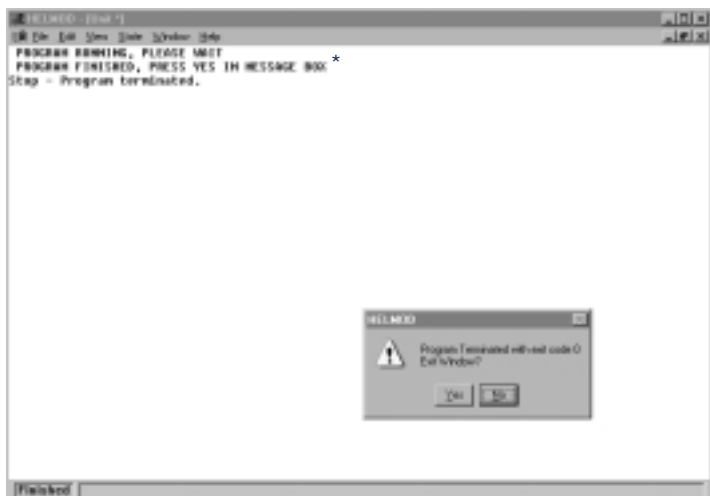 HELMOD - [Unit *]
File Edit View State Window Help
PROGRAM RUNNING, PLEASE WAIT
PROGRAM FINISHED, PRESS YES IN MESSAGE BOX *
Stop - Program terminated.
HELMOD
Program Terminated with exit code 0
Exit Window?
Yes No
Finished